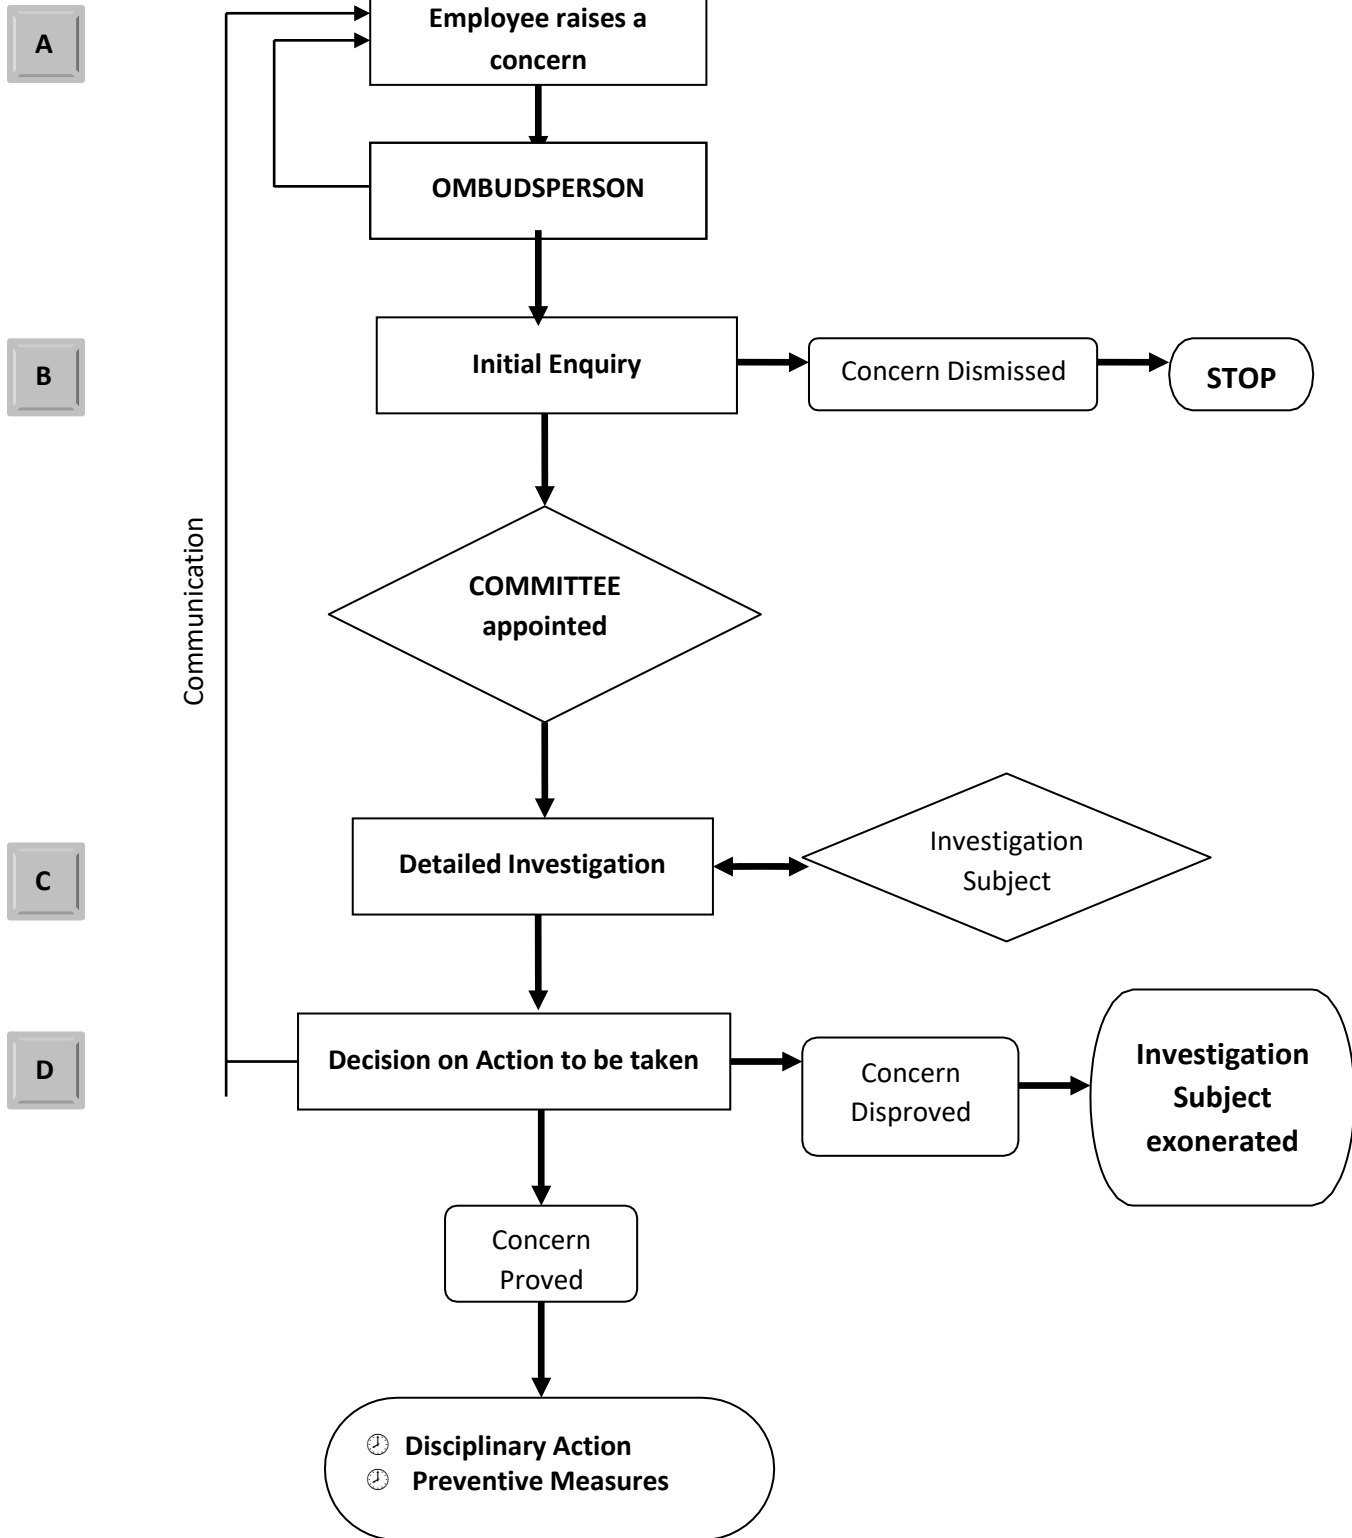 A
Employee raises a
concern
OMBUDSPERSON
B
Initial Enquiry
Concern Dismissed
STOP
Communication
COMMITTEE
appointed
C
Detailed Investigation
Investigation
Subject
D
Decision on Action to be taken
Concern
Disproved
Investigation
Subject
exonerated
Concern
Proved
🕗 Disciplinary Action
🕗 Preventive Measures